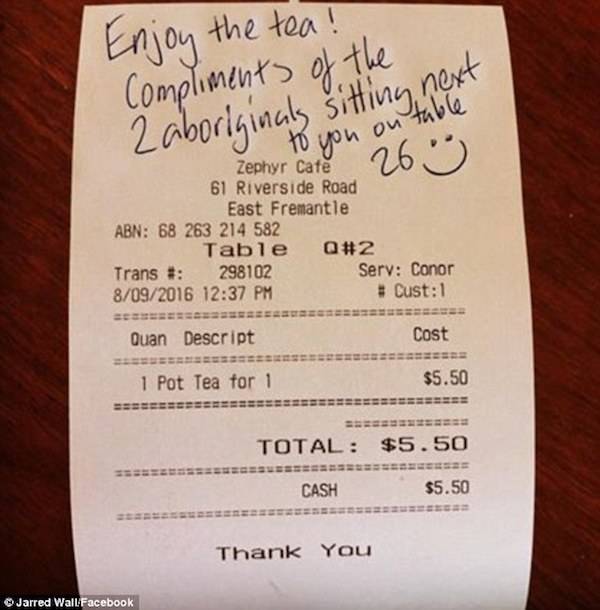 Enjoy the tea!
Compliments of the
2 aboriginals sitting next
to you on table
26
Zephyr Cafe
61 Riverside Road
East Fremantle
ABN: 68 263 214 582
Table Q#2
Trans #: 298102 Serv: Conor
8/09/2016 12:37 PM # Cust:1
Quan Descript Cost
1 Pot Tea for 1 $5.50
TOTAL: $5.50
CASH $5.50
Thank You
© Jarred Wall/Facebook